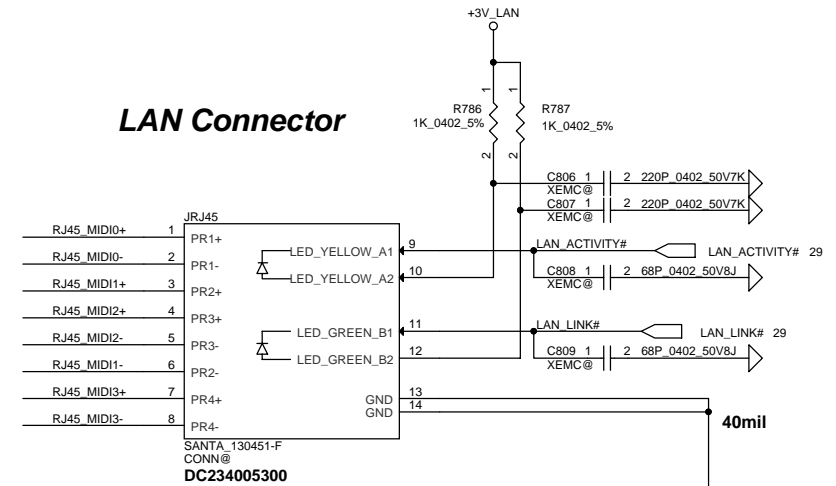 +3V_LAN
LAN Connector
1 1
R786 R787
1K_0402_5% 1K_0402_5%
2 2
C806 1 2 220P_0402_50V7K
XEMC@
C807 1 2 220P_0402_50V7K
XEMC@
JRJ45
RJ45_MIDI0+ 1 PR1+
RJ45_MIDI0- 2 PR1-
RJ45_MIDI1+ 3 PR2+
RJ45_MIDI2+ 4 PR3+
RJ45_MIDI2- 5 PR3-
RJ45_MIDI1- 6 PR2-
RJ45_MIDI3+ 7 PR4+
RJ45_MIDI3- 8 PR4-
LED_YELLOW_A1 9 LAN_ACTIVITY# LAN_ACTIVITY# 29
LED_YELLOW_A2 10
C808 1 2 68P_0402_50V8J
XEMC@
LED_GREEN_B1 11 LAN_LINK# LAN_LINK# 29
LED_GREEN_B2 12
C809 1 2 68P_0402_50V8J
XEMC@
GND 13
GND 14
40mil
SANTA_130451-F
CONN@
DC234005300